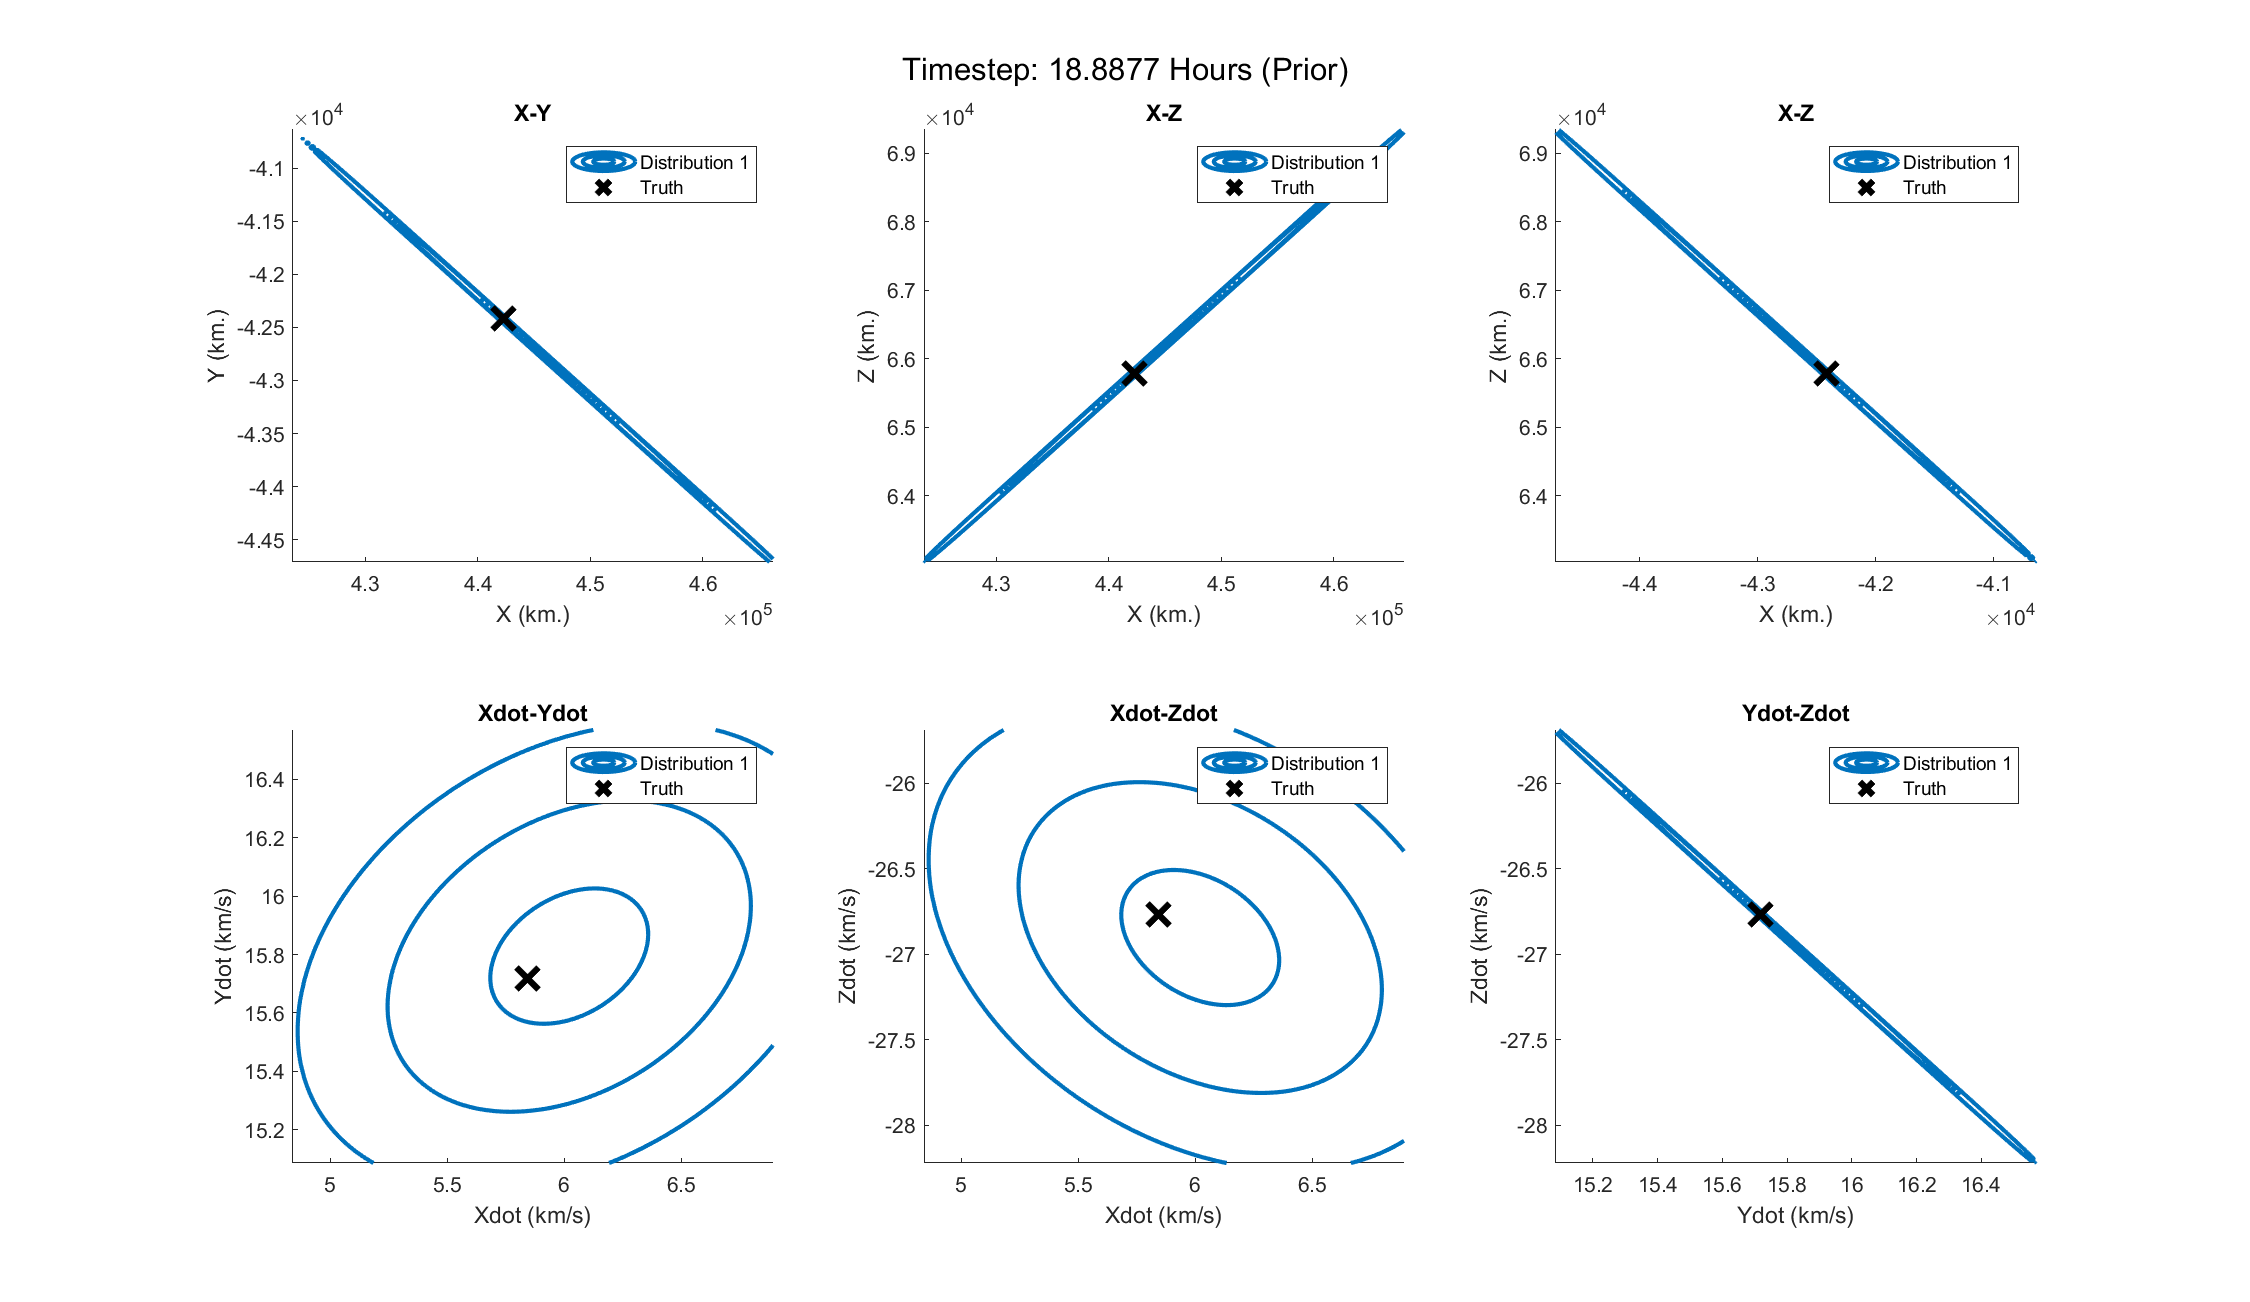 Timestep: 18.8877 Hours (Prior)
X-Y
×10^4
Distribution 1
Truth
-4.1
-4.15
-4.2
-4.25
-4.3
-4.35
-4.4
-4.45
Y (km.)
4.3 4.4 4.5 4.6
X (km.)
×10^5
X-Z
×10^4
Distribution 1
Truth
6.9
6.8
6.7
6.6
6.5
6.4
Z (km.)
4.3 4.4 4.5 4.6
X (km.)
×10^5
X-Z
×10^4
Distribution 1
Truth
6.9
6.8
6.7
6.6
6.5
6.4
Z (km.)
-4.4 -4.3 -4.2 -4.1
X (km.)
×10^4
Xdot-Ydot
Distribution 1
Truth
16.4
16.2
16
15.8
15.6
15.4
15.2
Ydot (km/s)
5 5.5 6 6.5
Xdot (km/s)
Xdot-Zdot
Distribution 1
Truth
-26
-26.5
-27
-27.5
-28
Zdot (km/s)
5 5.5 6 6.5
Xdot (km/s)
Ydot-Zdot
Distribution 1
Truth
-26
-26.5
-27
-27.5
-28
Zdot (km/s)
15.2 15.4 15.6 15.8 16 16.2 16.4
Ydot (km/s)